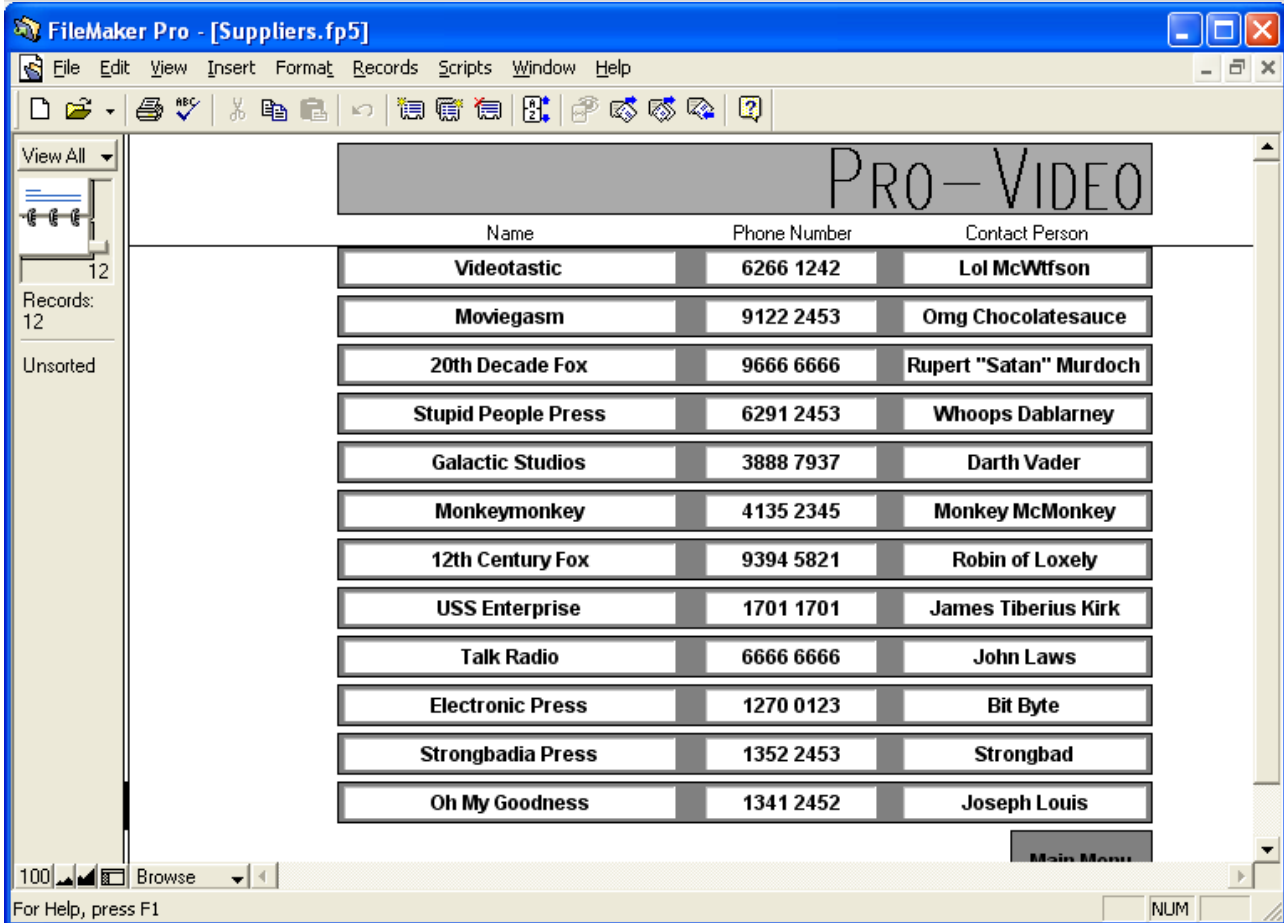 FileMaker Pro - [Suppliers.fp5]
File Edit View Insert Format Records Scripts Window Help
ABC
View All
12
Records:
12
Unsorted
PRO-VIDEO
Name Phone Number Contact Person
Videotastic 6266 1242 Lol McWtfson
Moviegasm 9122 2453 Omg Chocolatesauce
20th Decade Fox 9666 6666 Rupert "Satan" Murdoch
Stupid People Press 6291 2453 Whoops Dablarney
Galactic Studios 3888 7937 Darth Vader
Monkeymonkey 4135 2345 Monkey McMonkey
12th Century Fox 9394 5821 Robin of Loxely
USS Enterprise 1701 1701 James Tiberius Kirk
Talk Radio 6666 6666 John Laws
Electronic Press 1270 0123 Bit Byte
Strongbadia Press 1352 2453 Strongbad
Oh My Goodness 1341 2452 Joseph Louis
Main Menu
100 Browse
For Help, press F1 NUM